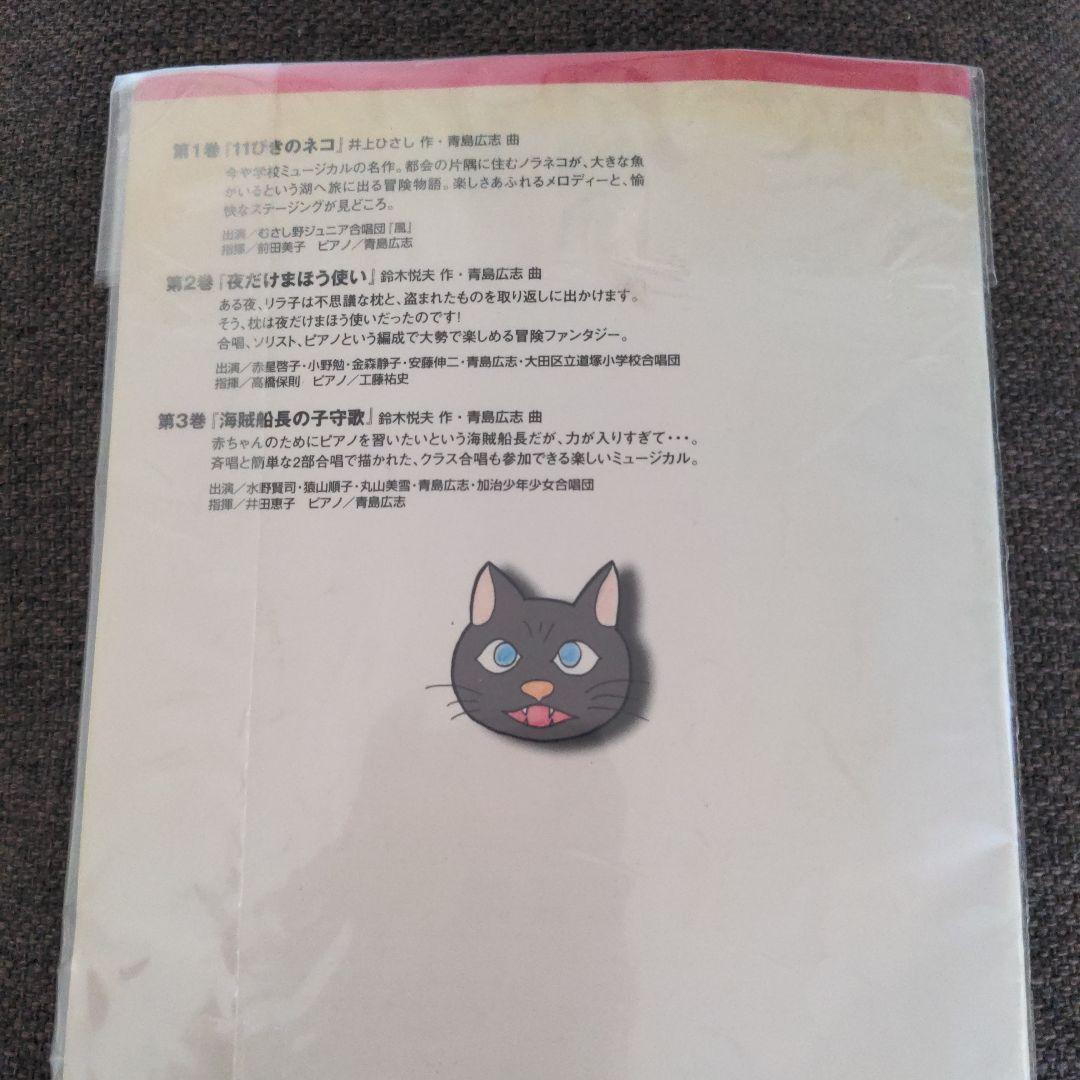 第1巻『11ぴきのネコ』井上ひさし 作・青島広志 曲
今や学校ミュージカルの名作。都会の片隅に住むノラネコが、大きな魚
がいるという湖へ旅に出る冒険物語。楽しさあふれるメロディーと、愉
快なステージングが見どころ。
出演/むさし野ジュニア合唱団『風』
指揮/前田美子 ピアノ/青島広志
第2巻『夜だけまほう使い』鈴木悦夫 作・青島広志 曲
ある夜、リラ子は不思議な枕と、盗まれたものを取り返しに出かけます。
そう、枕は夜だけまほう使いだったのです!
合唱、ソリスト、ピアノという編成で大勢で楽しめる冒険ファンタジー。
出演/赤星啓子・小野勉・金森静子・安藤伸二・青島広志・大田区立道塚小学校合唱団
指揮/高橋保則 ピアノ/工藤祐史
第3巻『海賊船長の子守歌』鈴木悦夫 作・青島広志 曲
赤ちゃんのためにピアノを習いたいという海賊船長だが、力が入りすぎて・・・。
斉唱と簡単な2部合唱で描かれた、クラス合唱も参加できる楽しいミュージカル。
出演/水野賢司・猿山順子・丸山美雪・青島広志・加治少年少女合唱団
指揮/井田恵子 ピアノ/青島広志